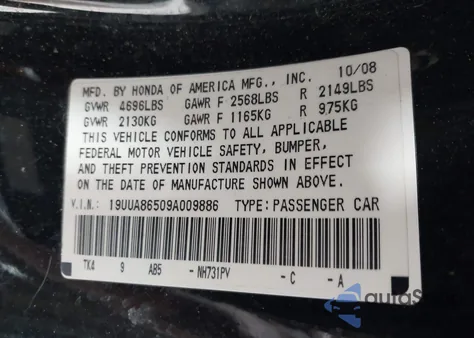 MFD. BY HONDA OF AMERICA MFG., INC. 10/08
GVWR 4696LBS GAWR F 2568LBS R 2149LBS
GVWR 2130KG GAWR F 1165KG R 975KG
THIS VEHICLE CONFORMS TO ALL APPLICABLE
FEDERAL MOTOR VEHICLE SAFETY, BUMPER,
AND THEFT PREVENTION STANDARDS IN EFFECT
ON THE DATE OF MANUFACTURE SHOWN ABOVE.
V.I.N.: 19UUA86509A009886 TYPE:PASSENGER CAR
TK4 9 AB5 -NH731PV -C -A